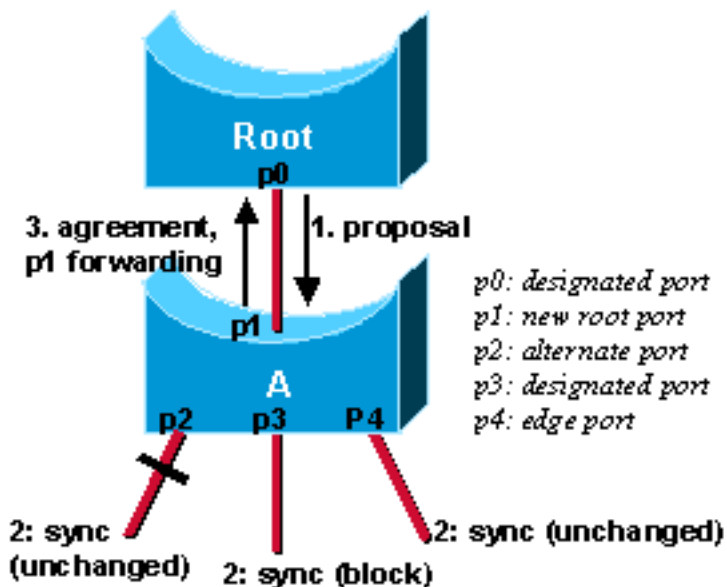 Root
p0
3. agreement,
p1 forwarding
1. proposal
p1
A
p2
p3
P4
p0: designated port
p1: new root port
p2: alternate port
p3: designated port
p4: edge port
2: sync
(unchanged)
2: sync (block)
2: sync (unchanged)